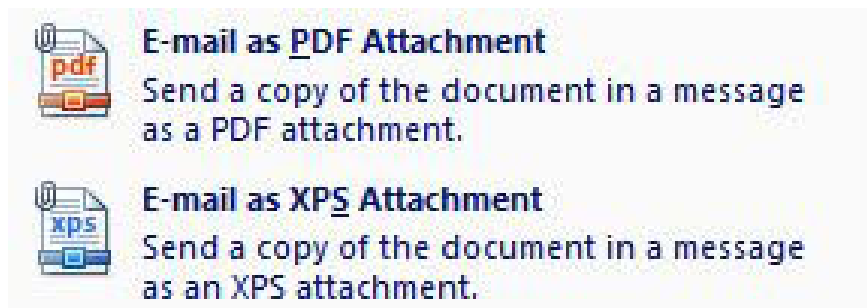 pdf
E-mail as PDF Attachment
Send a copy of the document in a message
as a PDF attachment.
xps
E-mail as XPS Attachment
Send a copy of the document in a message
as an XPS attachment.